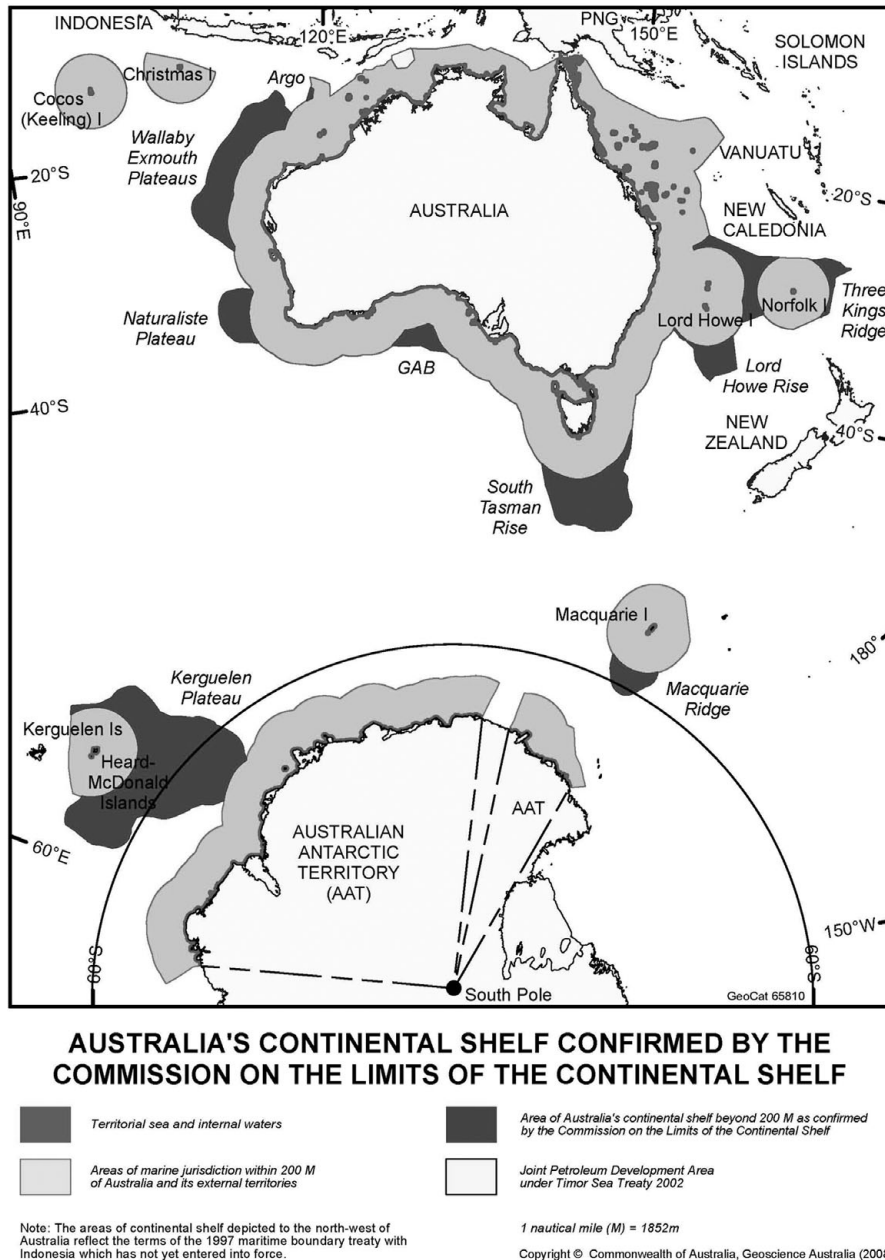 INDONESIA
120°E
PNG
150°E
SOLOMON
ISLANDS
Christmas I
Argo
Cocos
(Keeling) I
Wallaby
Exmouth
Plateaus
VANUATU
20°S
90°E
AUSTRALIA
20°S
NEW
CALEDONIA
Naturaliste
Plateau
Lord Howe I
Norfolk I
Three
Kings
Ridge
GAB
Lord
Howe Rise
40°S
NEW
ZEALAND
40°S
South
Tasman
Rise
Macquarie I
180°
Kerguelen
Plateau
Macquarie
Ridge
Kerguelen Is
Heard-
McDonald
Islands
AAT
AUSTRALIAN
ANTARCTIC
TERRITORY
(AAT)
60°E
150°W
60°S
60°S
South Pole
GeoCat 65810
AUSTRALIA'S CONTINENTAL SHELF CONFIRMED BY THE
COMMISSION ON THE LIMITS OF THE CONTINENTAL SHELF
Territorial sea and internal waters
Area of Australia's continental shelf beyond 200 M as confirmed
by the Commission on the Limits of the Continental Shelf
Areas of marine jurisdiction within 200 M
of Australia and its external territories
Joint Petroleum Development Area
under Timor Sea Treaty 2002
Note: The areas of continental shelf depicted to the north-west of
Australia reflect the terms of the 1997 maritime boundary treaty with
Indonesia which has not yet entered into force.
1 nautical mile (M) = 1852m
Copyright © Commonwealth of Australia, Geoscience Australia (2008